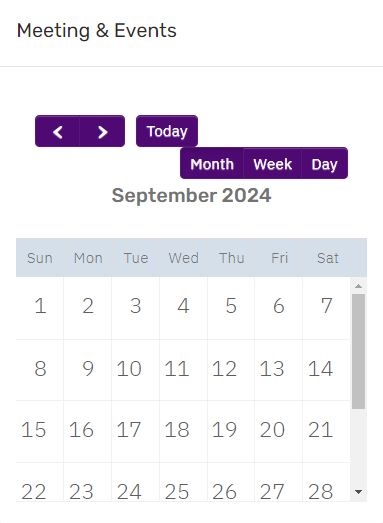 Meeting & Events
Today
Month Week Day
September 2024
Sun Mon Tue Wed Thu Fri Sat
1 2 3 4 5 6 7
8 9 10 11 12 13 14
15 16 17 18 19 20 21
22 23 24 25 26 27 28